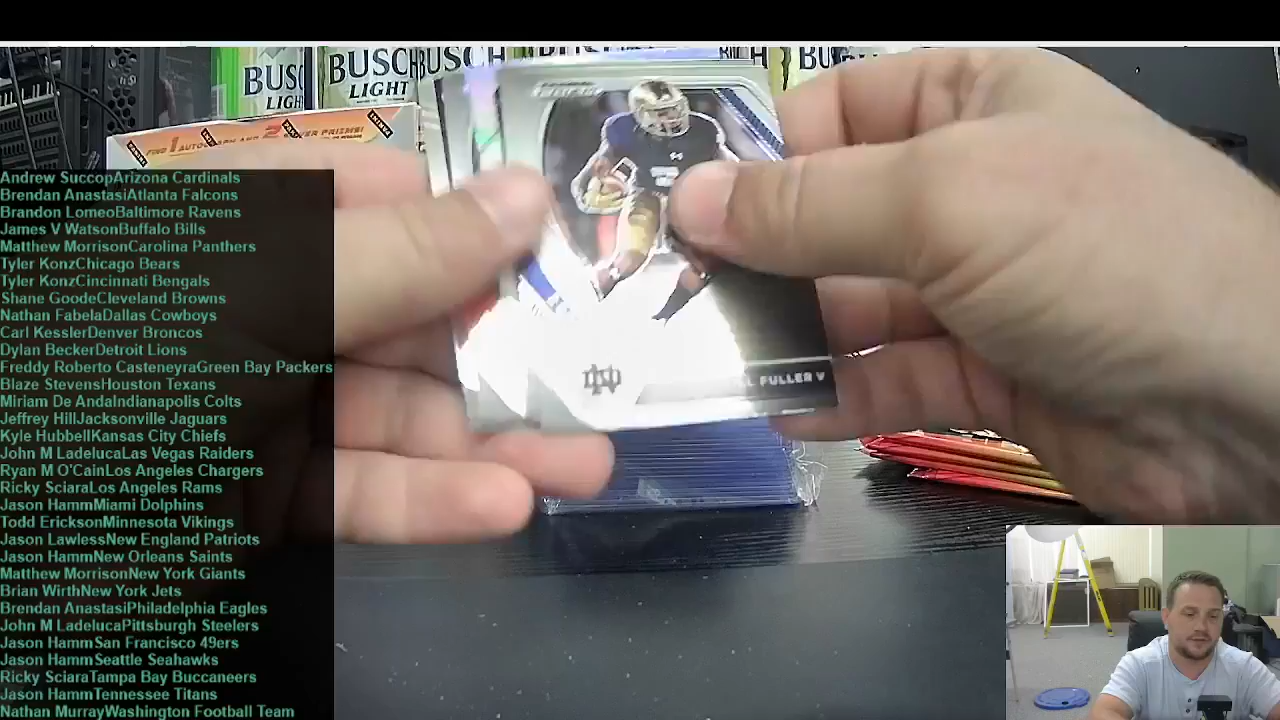 BUSCH
LIGHT
BUSCH
LIGHT
BUSCH
FIND 1 AUTOGRAPH AND 2 SILVER PRIZMS!
FULLER V
Andrew SuccopArizona Cardinals
Brendan AnastasiAtlanta Falcons
Brandon LomeoBaltimore Ravens
James V WatsonBuffalo Bills
Matthew MorrisonCarolina Panthers
Tyler KonzChicago Bears
Tyler KonzCincinnati Bengals
Shane GoodeCleveland Browns
Nathan FabelaDallas Cowboys
Carl KesslerDenver Broncos
Dylan BeckerDetroit Lions
Freddy Roberto CasteneyraGreen Bay Packers
Blaze StevensHouston Texans
Miriam De AndaIndianapolis Colts
Jeffrey HillJacksonville Jaguars
Kyle HubbellKansas City Chiefs
John M LadelucaLas Vegas Raiders
Ryan M O'CainLos Angeles Chargers
Ricky SciaraLos Angeles Rams
Jason HammMiami Dolphins
Todd EricksonMinnesota Vikings
Jason LawlessNew England Patriots
Jason HammNew Orleans Saints
Matthew MorrisonNew York Giants
Brian WirthNew York Jets
Brendan AnastasiPhiladelphia Eagles
John M LadelucaPittsburgh Steelers
Jason HammSan Francisco 49ers
Jason HammSeattle Seahawks
Ricky SciaraTampa Bay Buccaneers
Jason HammTennessee Titans
Nathan MurrayWashington Football Team